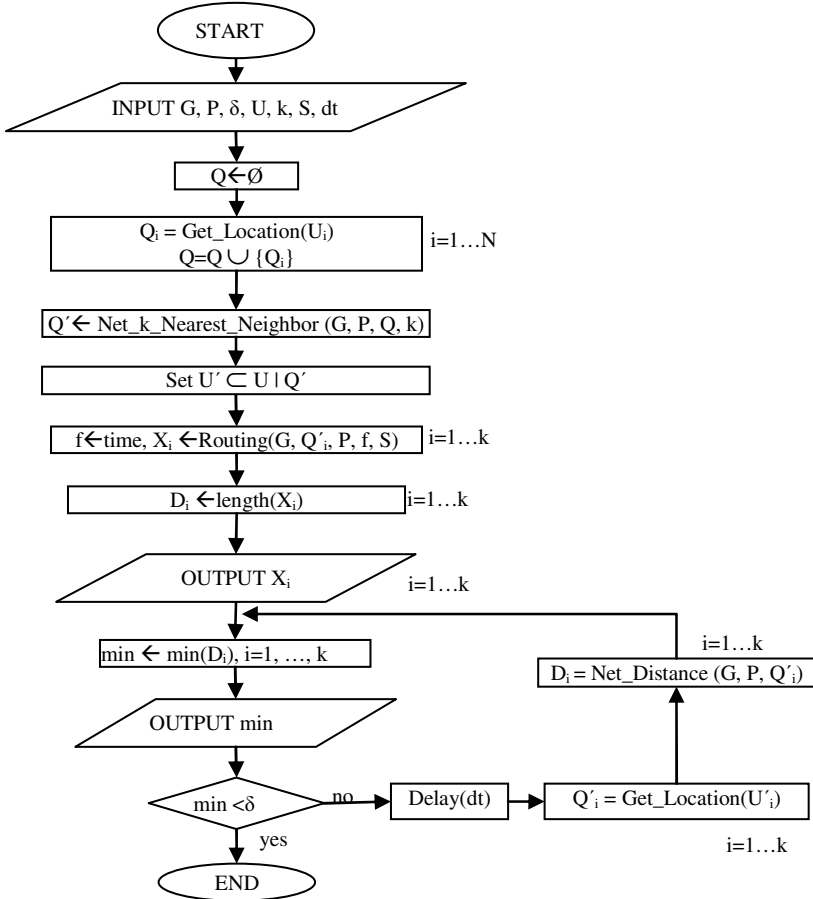 START
INPUT G, P, δ, U, k, S, dt
Q←Ø
Qᵢ = Get_Location(Uᵢ)
Q=Q ∪ {Qᵢ}
i=1…N
Q´← Net_k_Nearest_Neighbor (G, P, Q, k)
Set U´ ⊂ U | Q´
f←time, Xᵢ ←Routing(G, Q´ᵢ, P, f, S)
i=1…k
Dᵢ ←length(Xᵢ)
i=1…k
OUTPUT Xᵢ
i=1…k
min ← min(Dᵢ), i=1, …, k
i=1…k
Dᵢ = Net_Distance (G, P, Q´ᵢ)
OUTPUT min
min <δ
no
Delay(dt)
Q´ᵢ = Get_Location(U´ᵢ)
i=1…k
yes
END